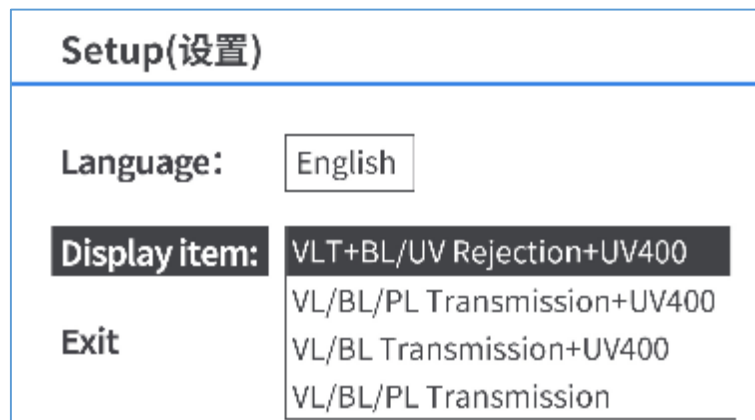 Setup(设置)
Language: English
Display item: VLT+BL/UV Rejection+UV400
VL/BL/PL Transmission+UV400
Exit
VL/BL Transmission+UV400
VL/BL/PL Transmission